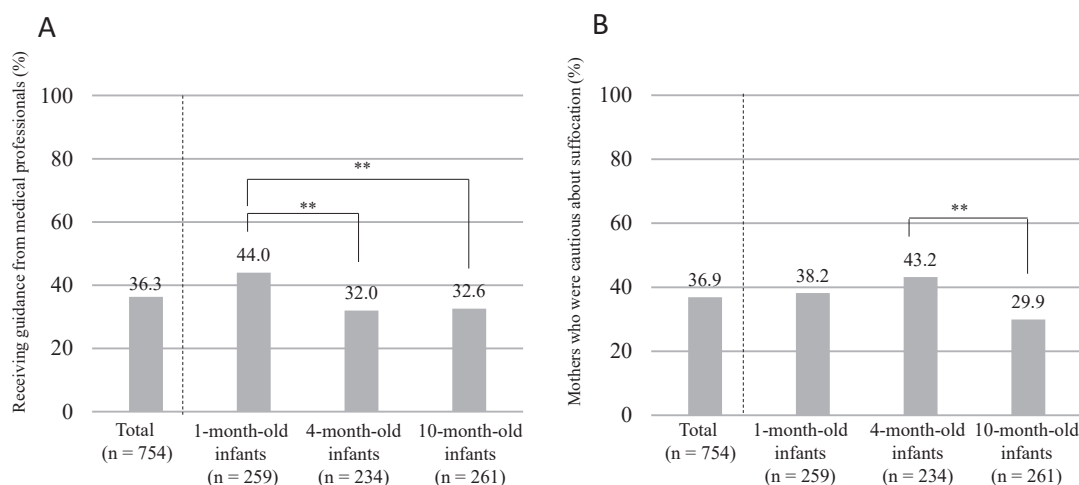 A
Receiving guidance from medical professionals (%)
100
80
60
40
20
0
**
**
36.3
44.0
32.0
32.6
Total
(n = 754)
1-month-old
infants
(n = 259)
4-month-old
infants
(n = 234)
10-month-old
infants
(n = 261)
B
Mothers who were cautious about suffocation (%)
100
80
60
40
20
0
**
36.9
38.2
43.2
29.9
Total
(n = 754)
1-month-old
infants
(n = 259)
4-month-old
infants
(n = 234)
10-month-old
infants
(n = 261)